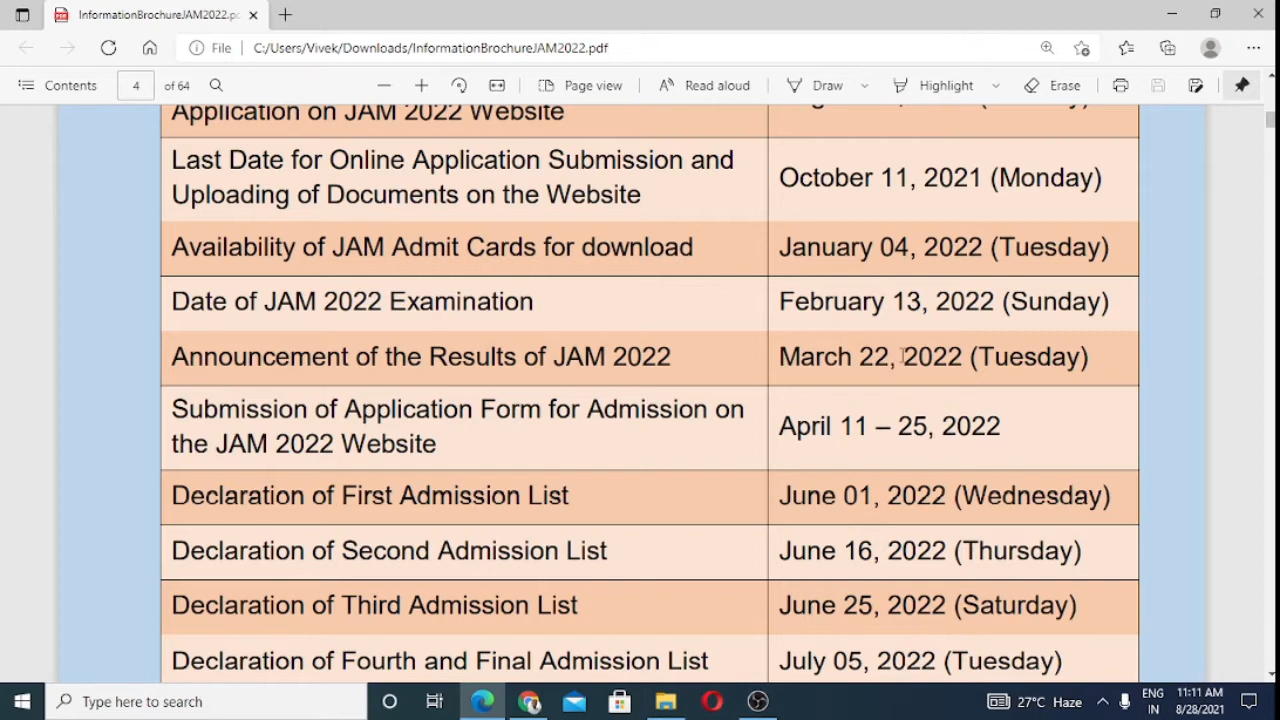 InformationBrochureJAM2022.pd
File
C:/Users/Vivek/Downloads/InformationBrochureJAM2022.pdf
Contents
4
of 64
Page view
Read aloud
Draw
Highlight
Erase
Application on JAM 2022 Website
Last Date for Online Application Submission and
Uploading of Documents on the Website
October 11, 2021 (Monday)
Availability of JAM Admit Cards for download
January 04, 2022 (Tuesday)
Date of JAM 2022 Examination
February 13, 2022 (Sunday)
Announcement of the Results of JAM 2022
March 22, 2022 (Tuesday)
Submission of Application Form for Admission on
the JAM 2022 Website
April 11 – 25, 2022
Declaration of First Admission List
June 01, 2022 (Wednesday)
Declaration of Second Admission List
June 16, 2022 (Thursday)
Declaration of Third Admission List
June 25, 2022 (Saturday)
Declaration of Fourth and Final Admission List
July 05, 2022 (Tuesday)
Type here to search
27°C Haze
ENG
IN
11:11 AM
8/28/2021